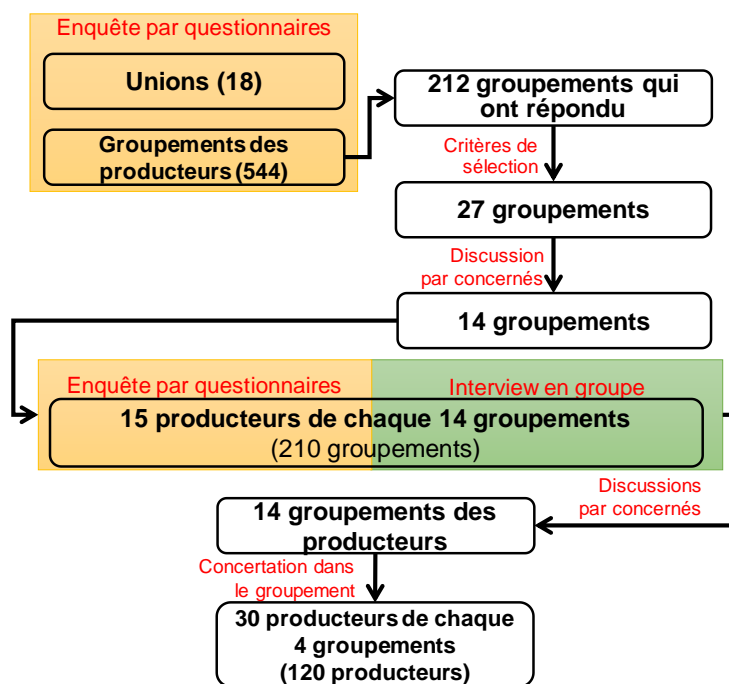 Enquête par questionnaires
Unions (18)
Groupements des
producteurs (544)
212 groupements qui
ont répondu
Critères de
sélection
27 groupements
Discussion
par concernés
14 groupements
Enquête par questionnaires
Interview en groupe
15 producteurs de chaque 14 groupements
(210 groupements)
Discussions
par concernés
14 groupements des
producteurs
Concertation dans
le groupement
30 producteurs de chaque
4 groupements
(120 producteurs)